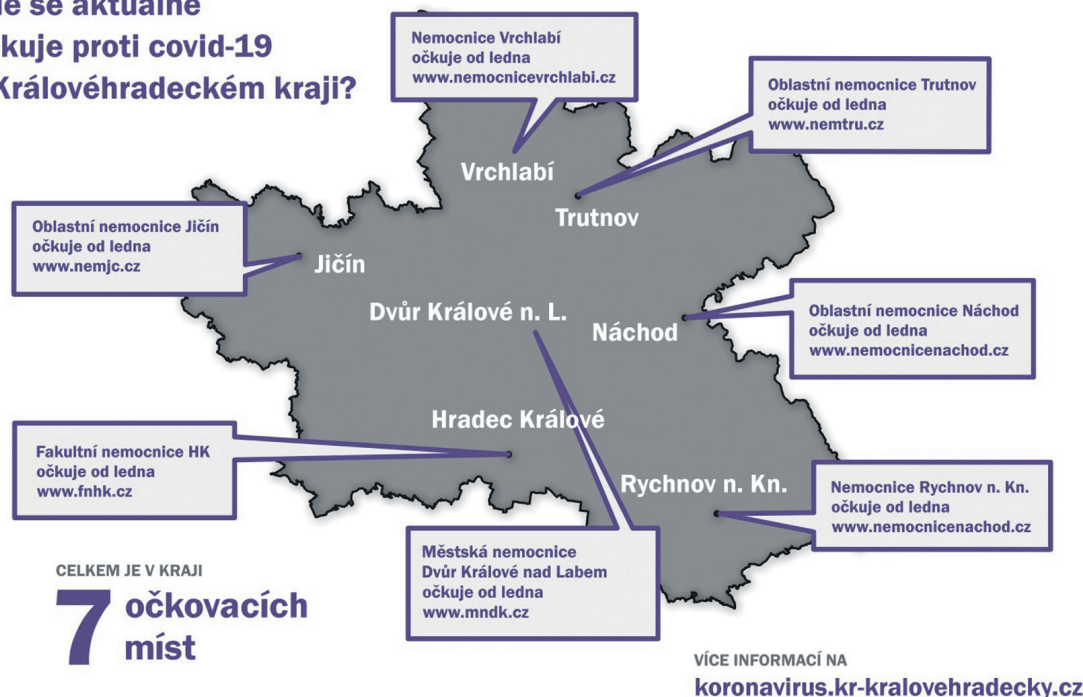 se aktuálně
kuje proti covid-19
Královéhradeckém kraji?
Nemocnice Vrchlabí
očkuje od ledna
www.nemocnicevrchlabi.cz
Oblastní nemocnice Trutnov
očkuje od ledna
www.nemtru.cz
Vrchlabí
Trutnov
Oblastní nemocnice Jičín
očkuje od ledna
www.nemjc.cz
Jičín
Dvůr Králové n. L.
Náchod
Oblastní nemocnice Náchod
očkuje od ledna
www.nemocnicenachod.cz
Hradec Králové
Fakultní nemocnice HK
očkuje od ledna
www.fnhk.cz
Rychnov n. Kn.
Nemocnice Rychnov n. Kn.
očkuje od ledna
www.nemocnicenachod.cz
Městská nemocnice
Dvůr Králové nad Labem
očkuje od ledna
www.mndk.cz
CELKEM JE V KRAJI
7 očkovacích
míst
VÍCE INFORMACÍ NA
koronavirus.kr-kralovehradecky.cz